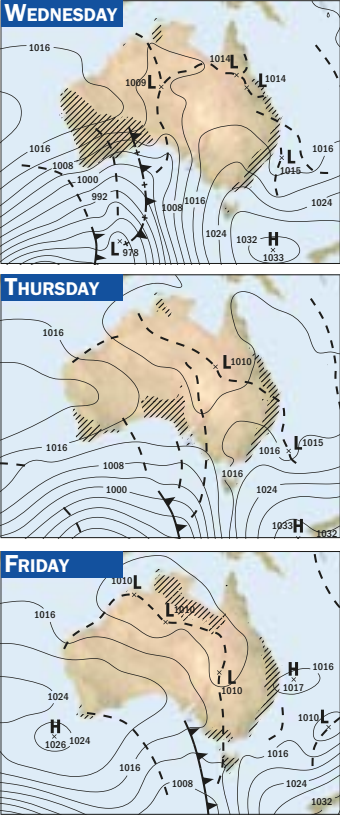 WEDNESDAY
1016
1014 L
1009 L
L 1014
1016
1016
L
1015
1008
1000
992
1016
1008
1024
1024
1032 H
1033
L 978
THURSDAY
1016
L 1010
1016
L 1015
1016
1008
1016
1000
1024
1033 H
1032
FRIDAY
1010 L
1016
L 1010
H 1016
1017
L
1010
1024
1010 L
H
1026
1024
1016
1016
1008
1024
1032